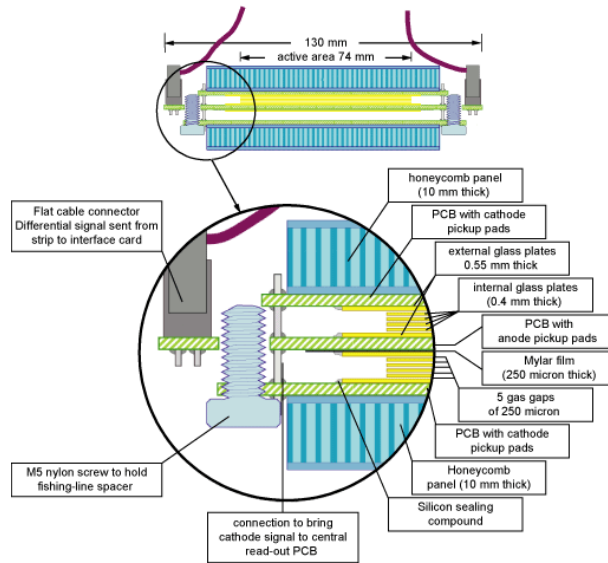 130 mm
active area 74 mm
Flat cable connector
Differential signal sent from
strip to interface card
honeycomb panel
(10 mm thick)
PCB with cathode
pickup pads
external glass plates
0.55 mm thick
internal glass plates
(0.4 mm thick)
PCB with
anode pickup pads
Mylar film
(250 micron thick)
5 gas gaps
of 250 micron
PCB with cathode
pickup pads
Honeycomb
panel (10 mm thick)
Silicon sealing
compound
M5 nylon screw to hold
fishing-line spacer
connection to bring
cathode signal to central
read-out PCB